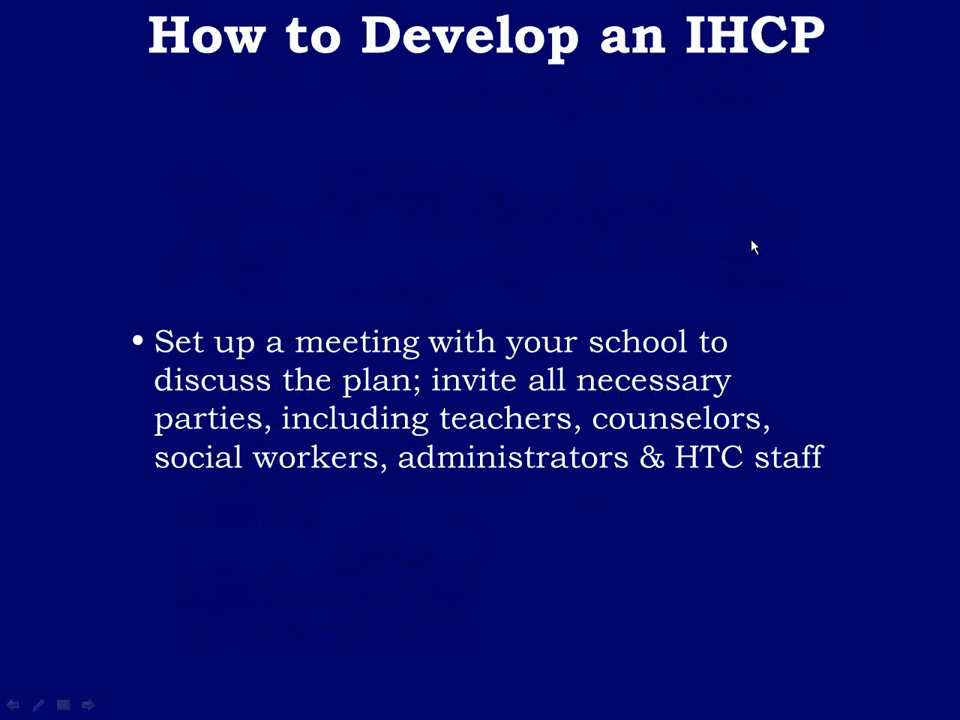 How to Develop an IHCP
• Set up a meeting with your school to
discuss the plan; invite all necessary
parties, including teachers, counselors,
social workers, administrators & HTC staff